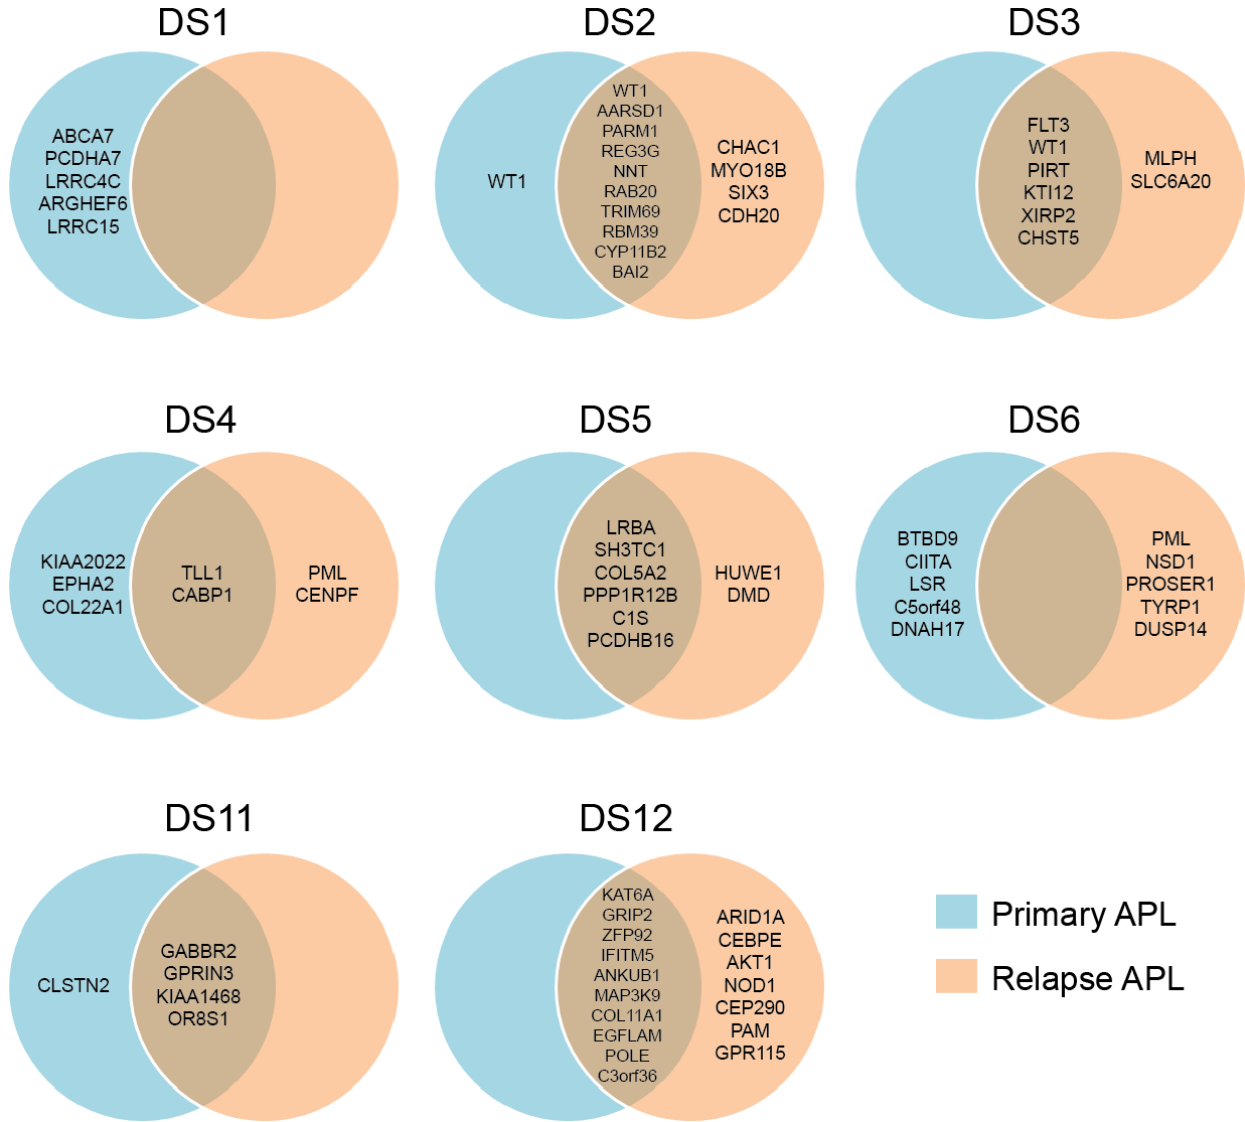 DS1
ABCA7
PCDHA7
LRRC4C
ARGHEF6
LRRC15
DS2
WT1
WT1
AARSD1
PARM1
REG3G
NNT
RAB20
TRIM69
RBM39
CYP11B2
BAI2
CHAC1
MYO18B
SIX3
CDH20
DS3
FLT3
WT1
PIRT
KTI12
XIRP2
CHST5
MLPH
SLC6A20
DS4
KIAA2022
EPHA2
COL22A1
TLL1
CABP1
PML
CENPF
DS5
LRBA
SH3TC1
COL5A2
PPP1R12B
C1S
PCDHB16
HUWE1
DMD
DS6
BTBD9
CIITA
LSR
C5orf48
DNAH17
PML
NSD1
PROSER1
TYRP1
DUSP14
DS11
CLSTN2
GABBR2
GPRIN3
KIAA1468
OR8S1
DS12
KAT6A
GRIP2
ZFP92
IFITM5
ANKUB1
MAP3K9
COL11A1
EGFLAM
POLE
C3orf36
ARID1A
CEBPE
AKT1
NOD1
CEP290
PAM
GPR115
Primary APL
Relapse APL